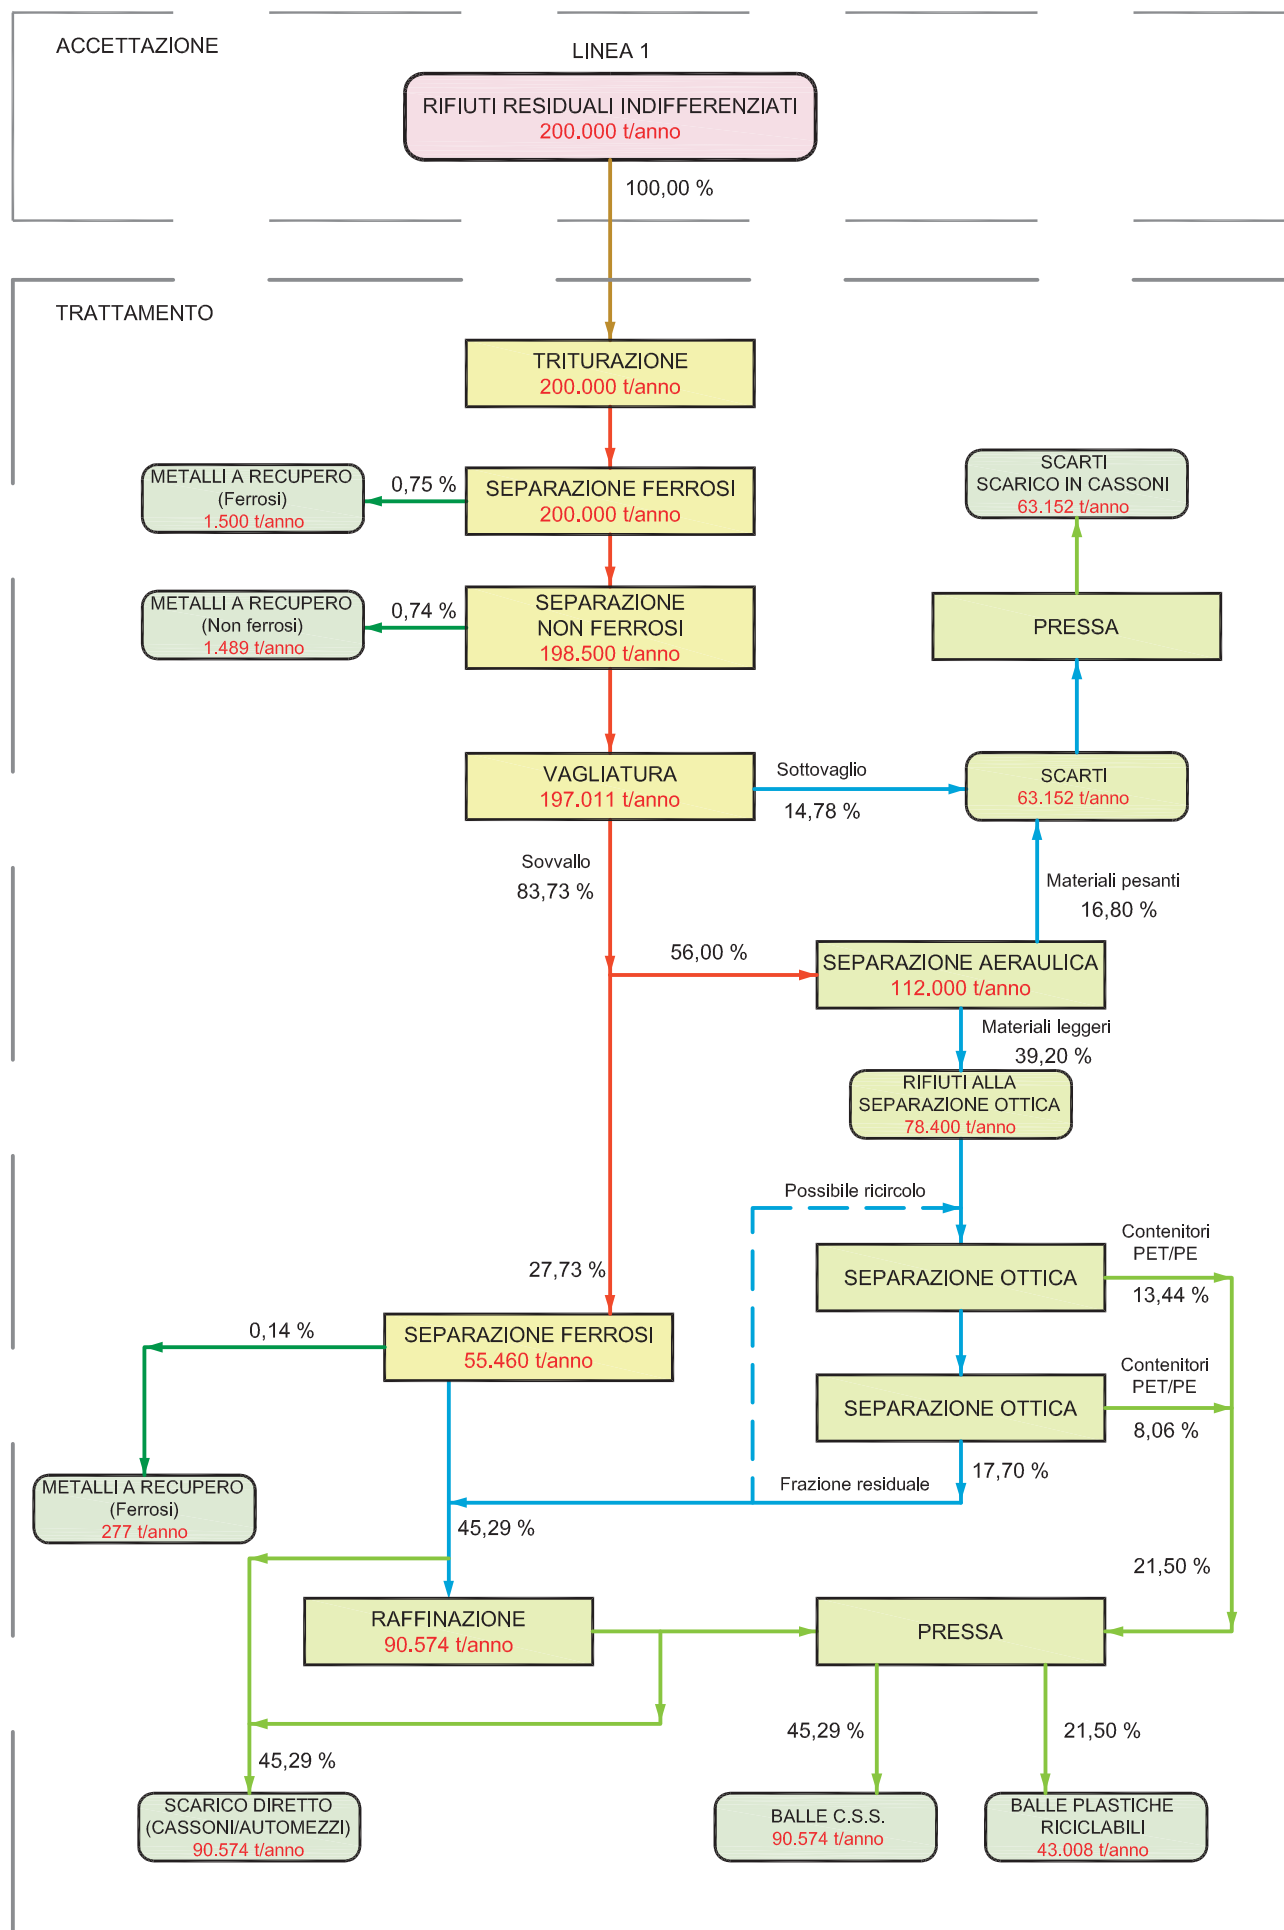 ACCETTAZIONE
LINEA 1
RIFIUTI RESIDUALI INDIFFERENZIATI
200.000 t/anno
100,00 %
TRATTAMENTO
TRITURAZIONE
200.000 t/anno
METALLI A RECUPERO
(Ferrosi)
1.500 t/anno
0,75 %
SEPARAZIONE FERROSI
200.000 t/anno
SCARTI
SCARICO IN CASSONI
63.152 t/anno
METALLI A RECUPERO
(Non ferrosi)
1.489 t/anno
0,74 %
SEPARAZIONE
NON FERROSI
198.500 t/anno
PRESSA
VAGLIATURA
197.011 t/anno
Sottovaglio
14,78 %
SCARTI
63.152 t/anno
Sovvallo
83,73 %
Materiali pesanti
16,80 %
56,00 %
SEPARAZIONE AERAULICA
112.000 t/anno
Materiali leggeri
39,20 %
RIFIUTI ALLA
SEPARAZIONE OTTICA
78.400 t/anno
Possibile ricircolo
Contenitori
PET/PE
13,44 %
SEPARAZIONE OTTICA
27,73 %
0,14 %
SEPARAZIONE FERROSI
55.460 t/anno
Contenitori
PET/PE
8,06 %
SEPARAZIONE OTTICA
17,70 %
Frazione residuale
METALLI A RECUPERO
(Ferrosi)
277 t/anno
45,29 %
21,50 %
RAFFINAZIONE
90.574 t/anno
PRESSA
45,29 %
45,29 %
21,50 %
SCARICO DIRETTO
(CASSONI/AUTOMEZZI)
90.574 t/anno
BALLE C.S.S.
90.574 t/anno
BALLE PLASTICHE
RICICLABILI
43.008 t/anno